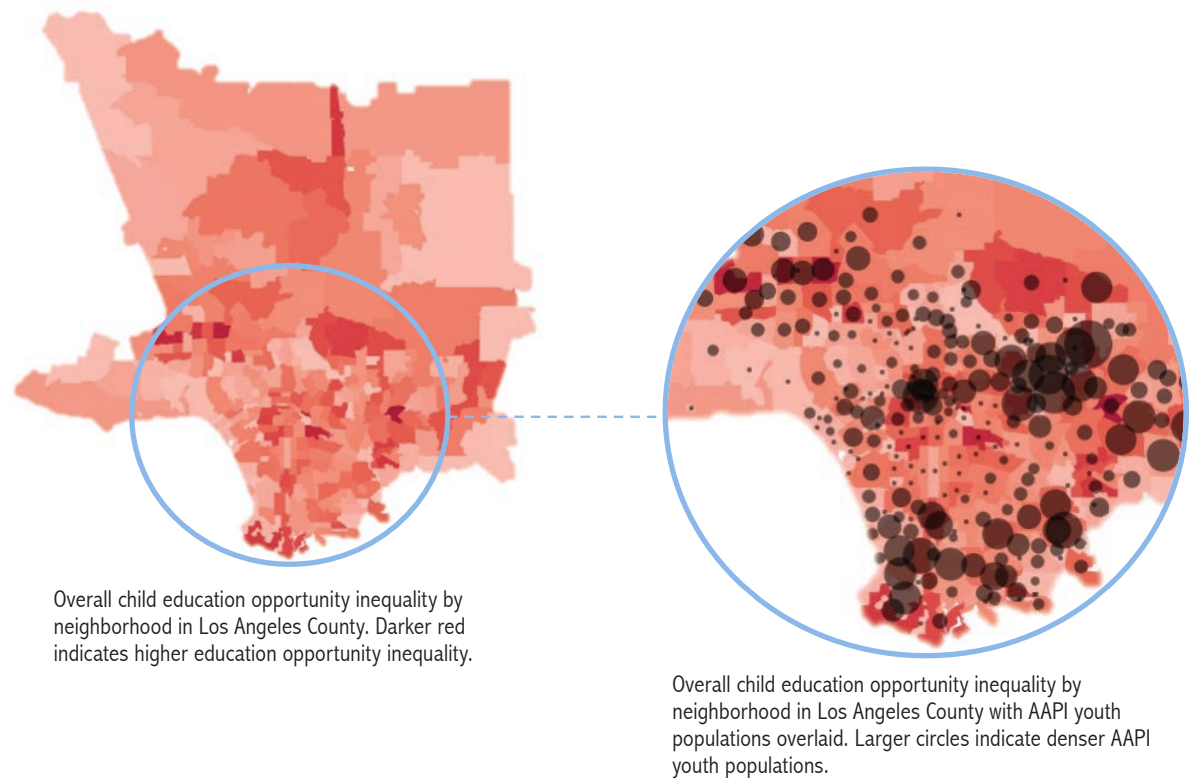 Overall child education opportunity inequality by
neighborhood in Los Angeles County. Darker red
indicates higher education opportunity inequality.
Overall child education opportunity inequality by
neighborhood in Los Angeles County with AAPI youth
populations overlaid. Larger circles indicate denser AAPI
youth populations.